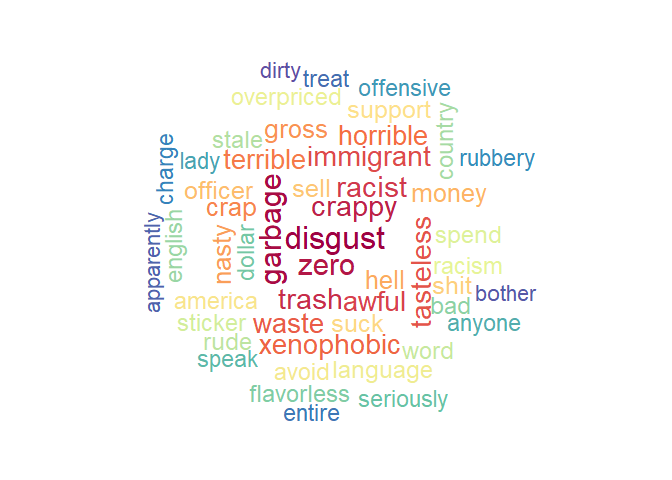 dirty
treat
offensive
overpriced
support
country
gross
horrible
stale
charge
lady
terrible
immigrant
rubbery
officer
garbage
sell
racist
money
crap
crappy
apparently
english
nasty
dollar
disgust
tasteless
spend
zero
hell
racism
shit
america
trash
awful
bad
bother
sticker
waste
suck
anyone
rude
xenophobic
word
speak
avoid
language
flavorless
seriously
entire